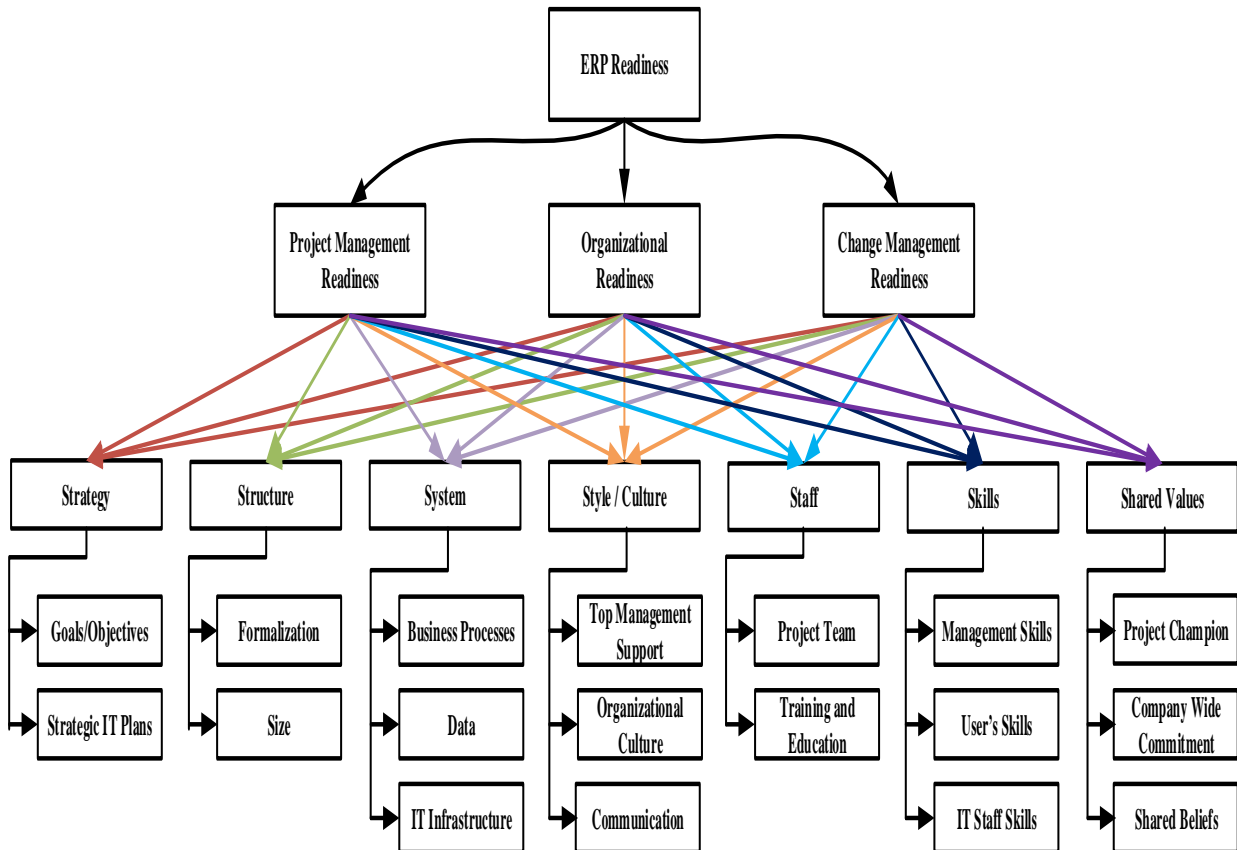 ERP Readiness
Project Management
Readiness
Organizational
Readiness
Change Management
Readiness
Strategy
Structure
System
Style / Culture
Staff
Skills
Shared Values
Goals/Objectives
Formalization
Business Processes
Top Management
Support
Project Team
Management Skills
Project Champion
Strategic IT Plans
Size
Data
Organizational
Culture
Training and
Education
User's Skills
Company Wide
Commitment
IT Infrastructure
Communication
IT Staff Skills
Shared Beliefs